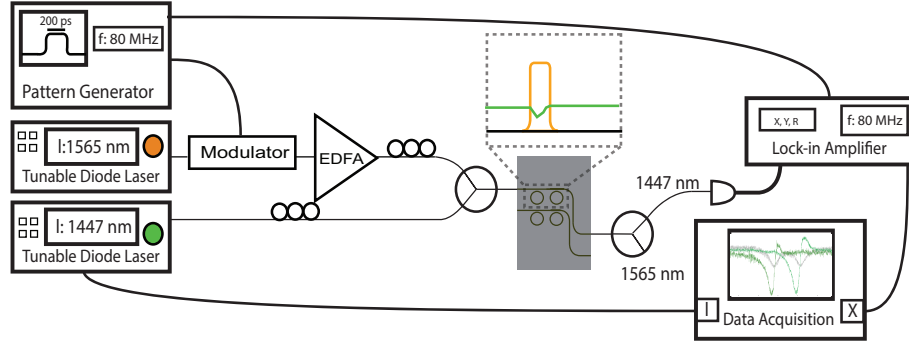 200 ps
f: 80 MHz
Pattern Generator
l:1565 nm
Tunable Diode Laser
l: 1447 nm
Tunable Diode Laser
Modulator
EDFA
1447 nm
1565 nm
X, Y, R
f: 80 MHz
Lock-in Amplifier
I
Data Acquisition
X